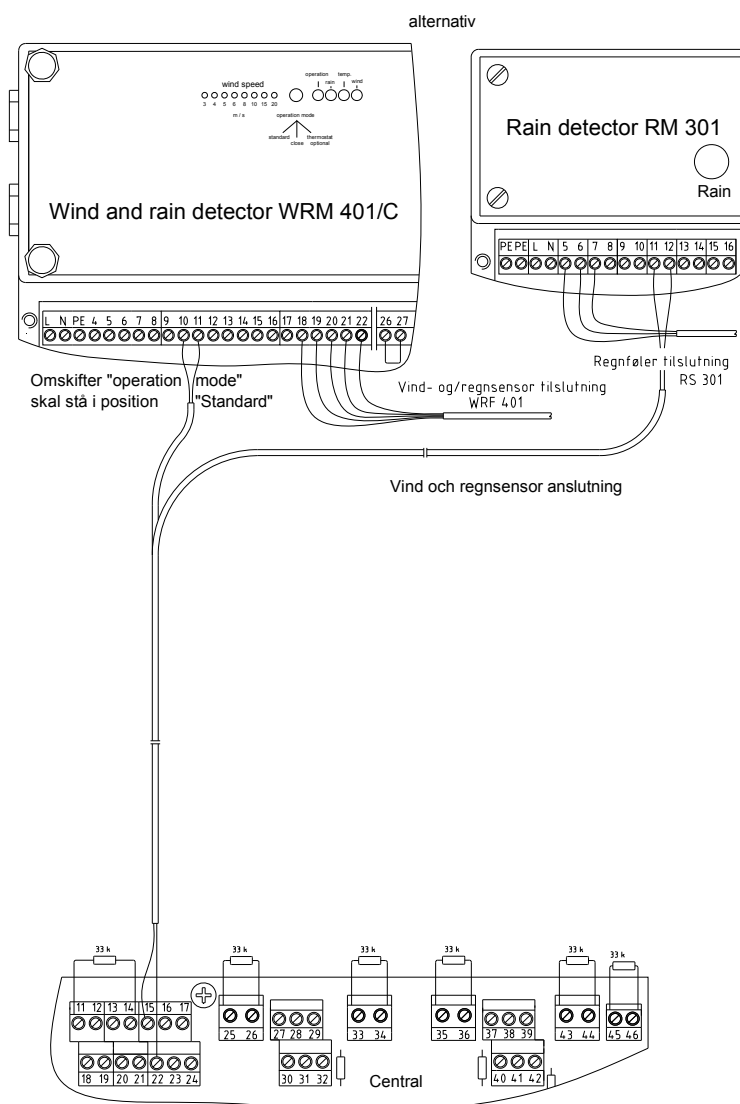 alternativ
wind speed
3 4 5 6 8 10 15 20
m / s
operation
rain
temp.
wind
operation mode
standard
close
thermostat
optional
Wind and rain detector WRM 401/C
Rain detector RM 301
Rain
PE PE L N 5 6 7 8 9 10 11 12 13 14 15 16
L N PE 4 5 6 7 8 9 10 11 12 13 14 15 16 17 18 19 20 21 22 26 27
Omskifter "operation mode"
skal stå i position "Standard"
Vind- og/regnsensor tilslutning
WRF 401
Regnføler tilslutning
RS 301
Vind och regnsensor anslutning
33 k 33 k 33 k 33 k 33 k 33 k
11 12 13 14 15 16 17
18 19 20 21 22 23 24
25 26
27 28 29
30 31 32
33 34
35 36
37 38 39
40 41 42
43 44
45 46
Central